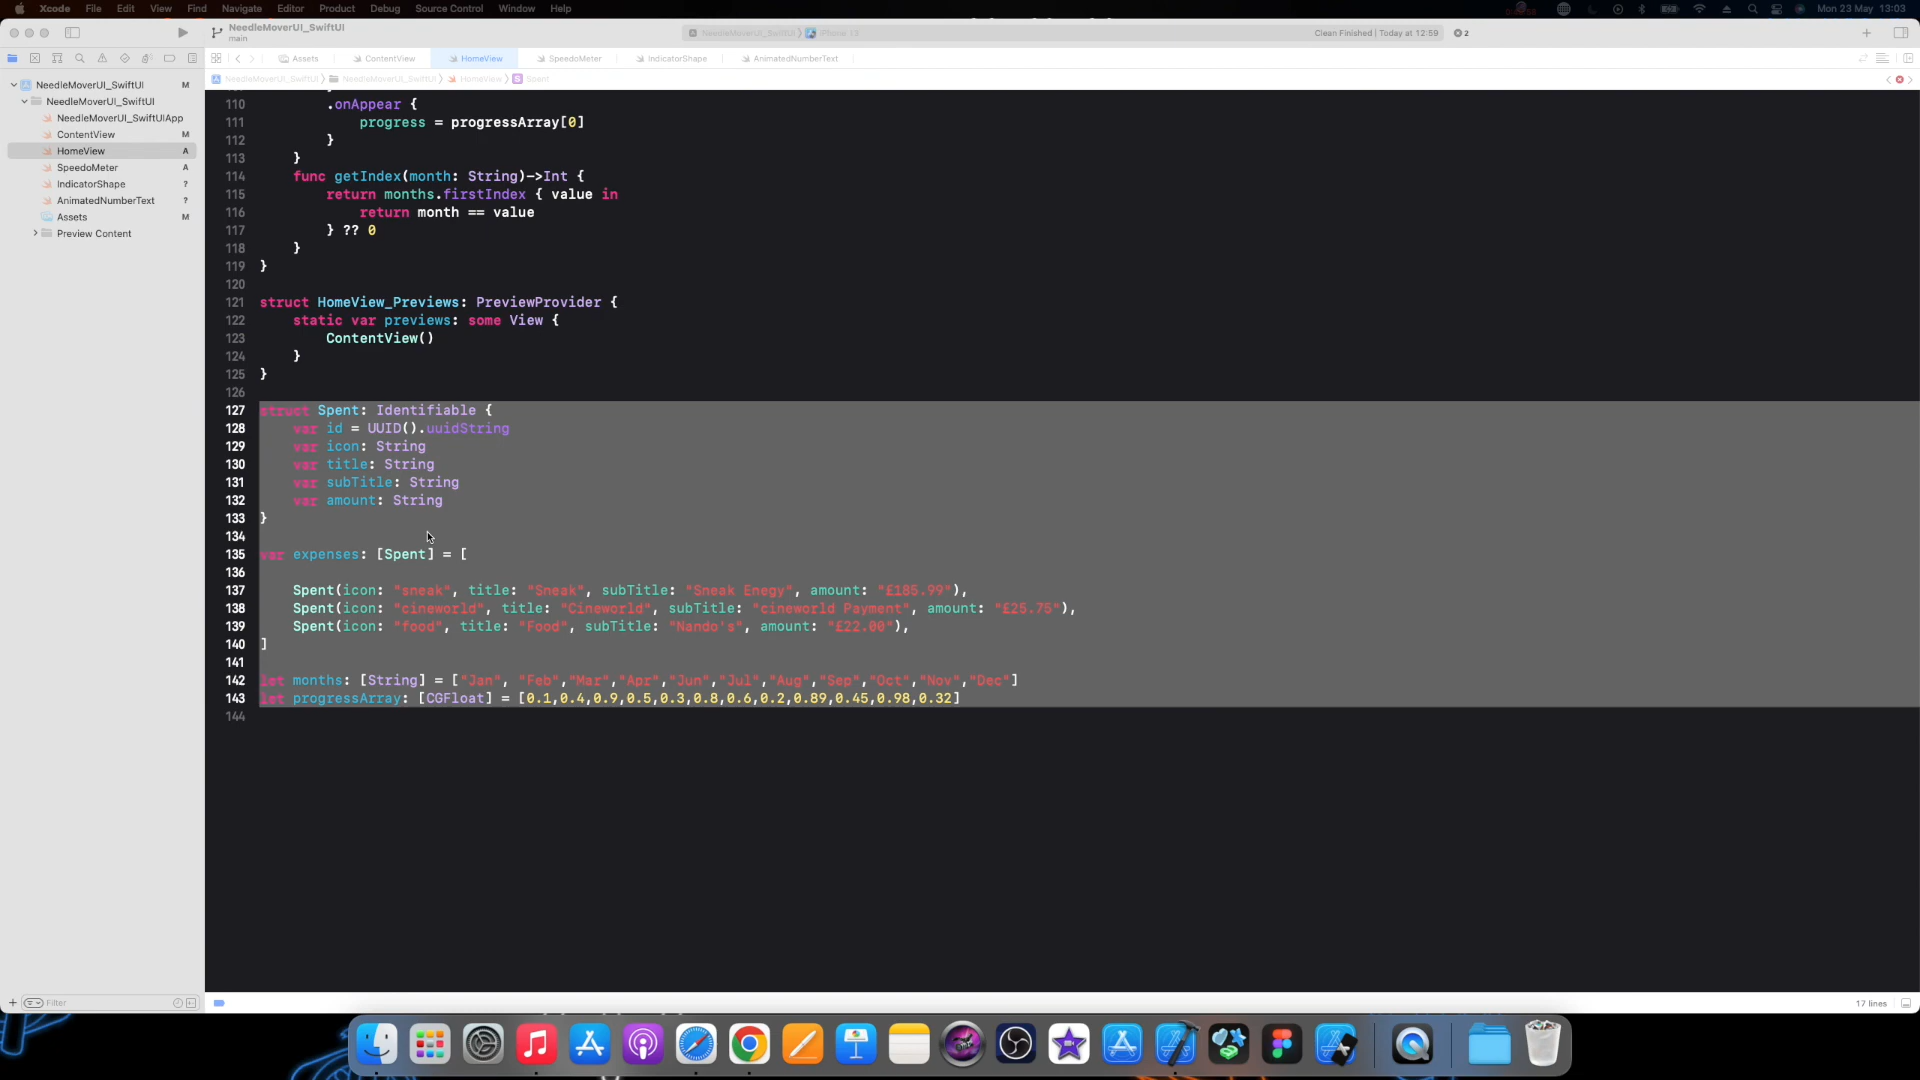 Xcode File Edit View Find Navigate Editor Product Debug Source Control Window Help Mon 23 May 13:03
NeedleMoverUI_SwiftUI
main
NeedleMoverUI_SwiftUI iPhone 13
Clean Finished | Today at 12:59
2
Assets ContentView HomeView SpeedoMeter IndicatorShape AnimatedNumberText
NeedleMoverUI_SwiftUI NeedleMoverUI_SwiftUI HomeView S Spent
NeedleMoverUI_SwiftUI M
NeedleMoverUI_SwiftUI
NeedleMoverUI_SwiftUIApp
ContentView M
HomeView A
SpeedoMeter A
IndicatorShape ?
AnimatedNumberText ?
Assets M
Preview Content
110 .onAppear {
111 progress = progressArray[0]
112 }
113 }
114 func getIndex(month: String)->Int {
115 return months.firstIndex { value in
116 return month == value
117 } ?? 0
118 }
119 }
120
121 struct HomeView_Previews: PreviewProvider {
122 static var previews: some View {
123 ContentView()
124 }
125 }
126
127 struct Spent: Identifiable {
128 var id = UUID().uuidString
129 var icon: String
130 var title: String
131 var subTitle: String
132 var amount: String
133 }
134
135 var expenses: [Spent] = [
136
137 Spent(icon: "sneak", title: "Sneak", subTitle: "Sneak Enegy", amount: "£185.99"),
138 Spent(icon: "cineworld", title: "Cineworld", subTitle: "cineworld Payment", amount: "£25.75"),
139 Spent(icon: "food", title: "Food", subTitle: "Nando's", amount: "£22.00"),
140 ]
141
142 let months: [String] = ["Jan", "Feb","Mar","Apr","Jun","Jul","Aug","Sep","Oct","Nov","Dec"]
143 let progressArray: [CGFloat] = [0.1,0.4,0.9,0.5,0.3,0.8,0.6,0.2,0.89,0.45,0.98,0.32]
144
Filter
17 lines